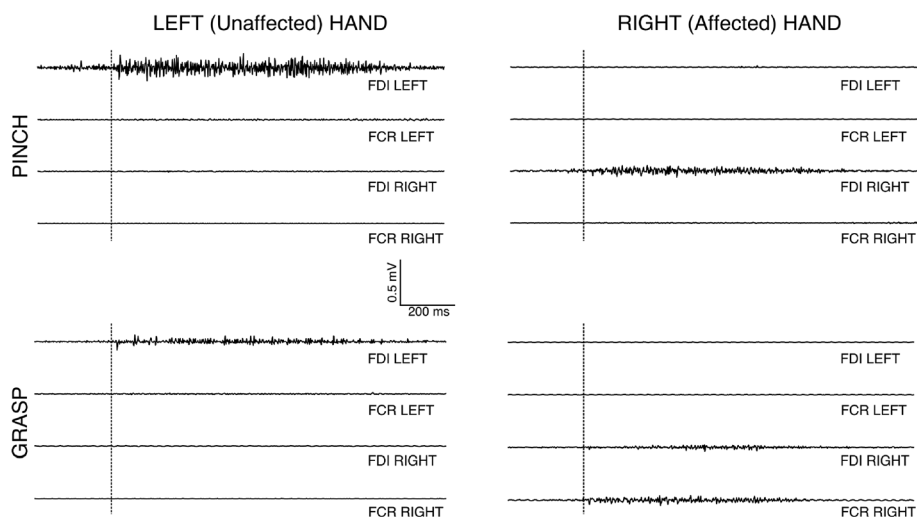 LEFT (Unaffected) HAND
RIGHT (Affected) HAND
PINCH
FDI LEFT
FCR LEFT
FDI RIGHT
FCR RIGHT
FDI LEFT
FCR LEFT
FDI RIGHT
FCR RIGHT
0.5 mV
200 ms
GRASP
FDI LEFT
FCR LEFT
FDI RIGHT
FCR RIGHT
FDI LEFT
FCR LEFT
FDI RIGHT
FCR RIGHT